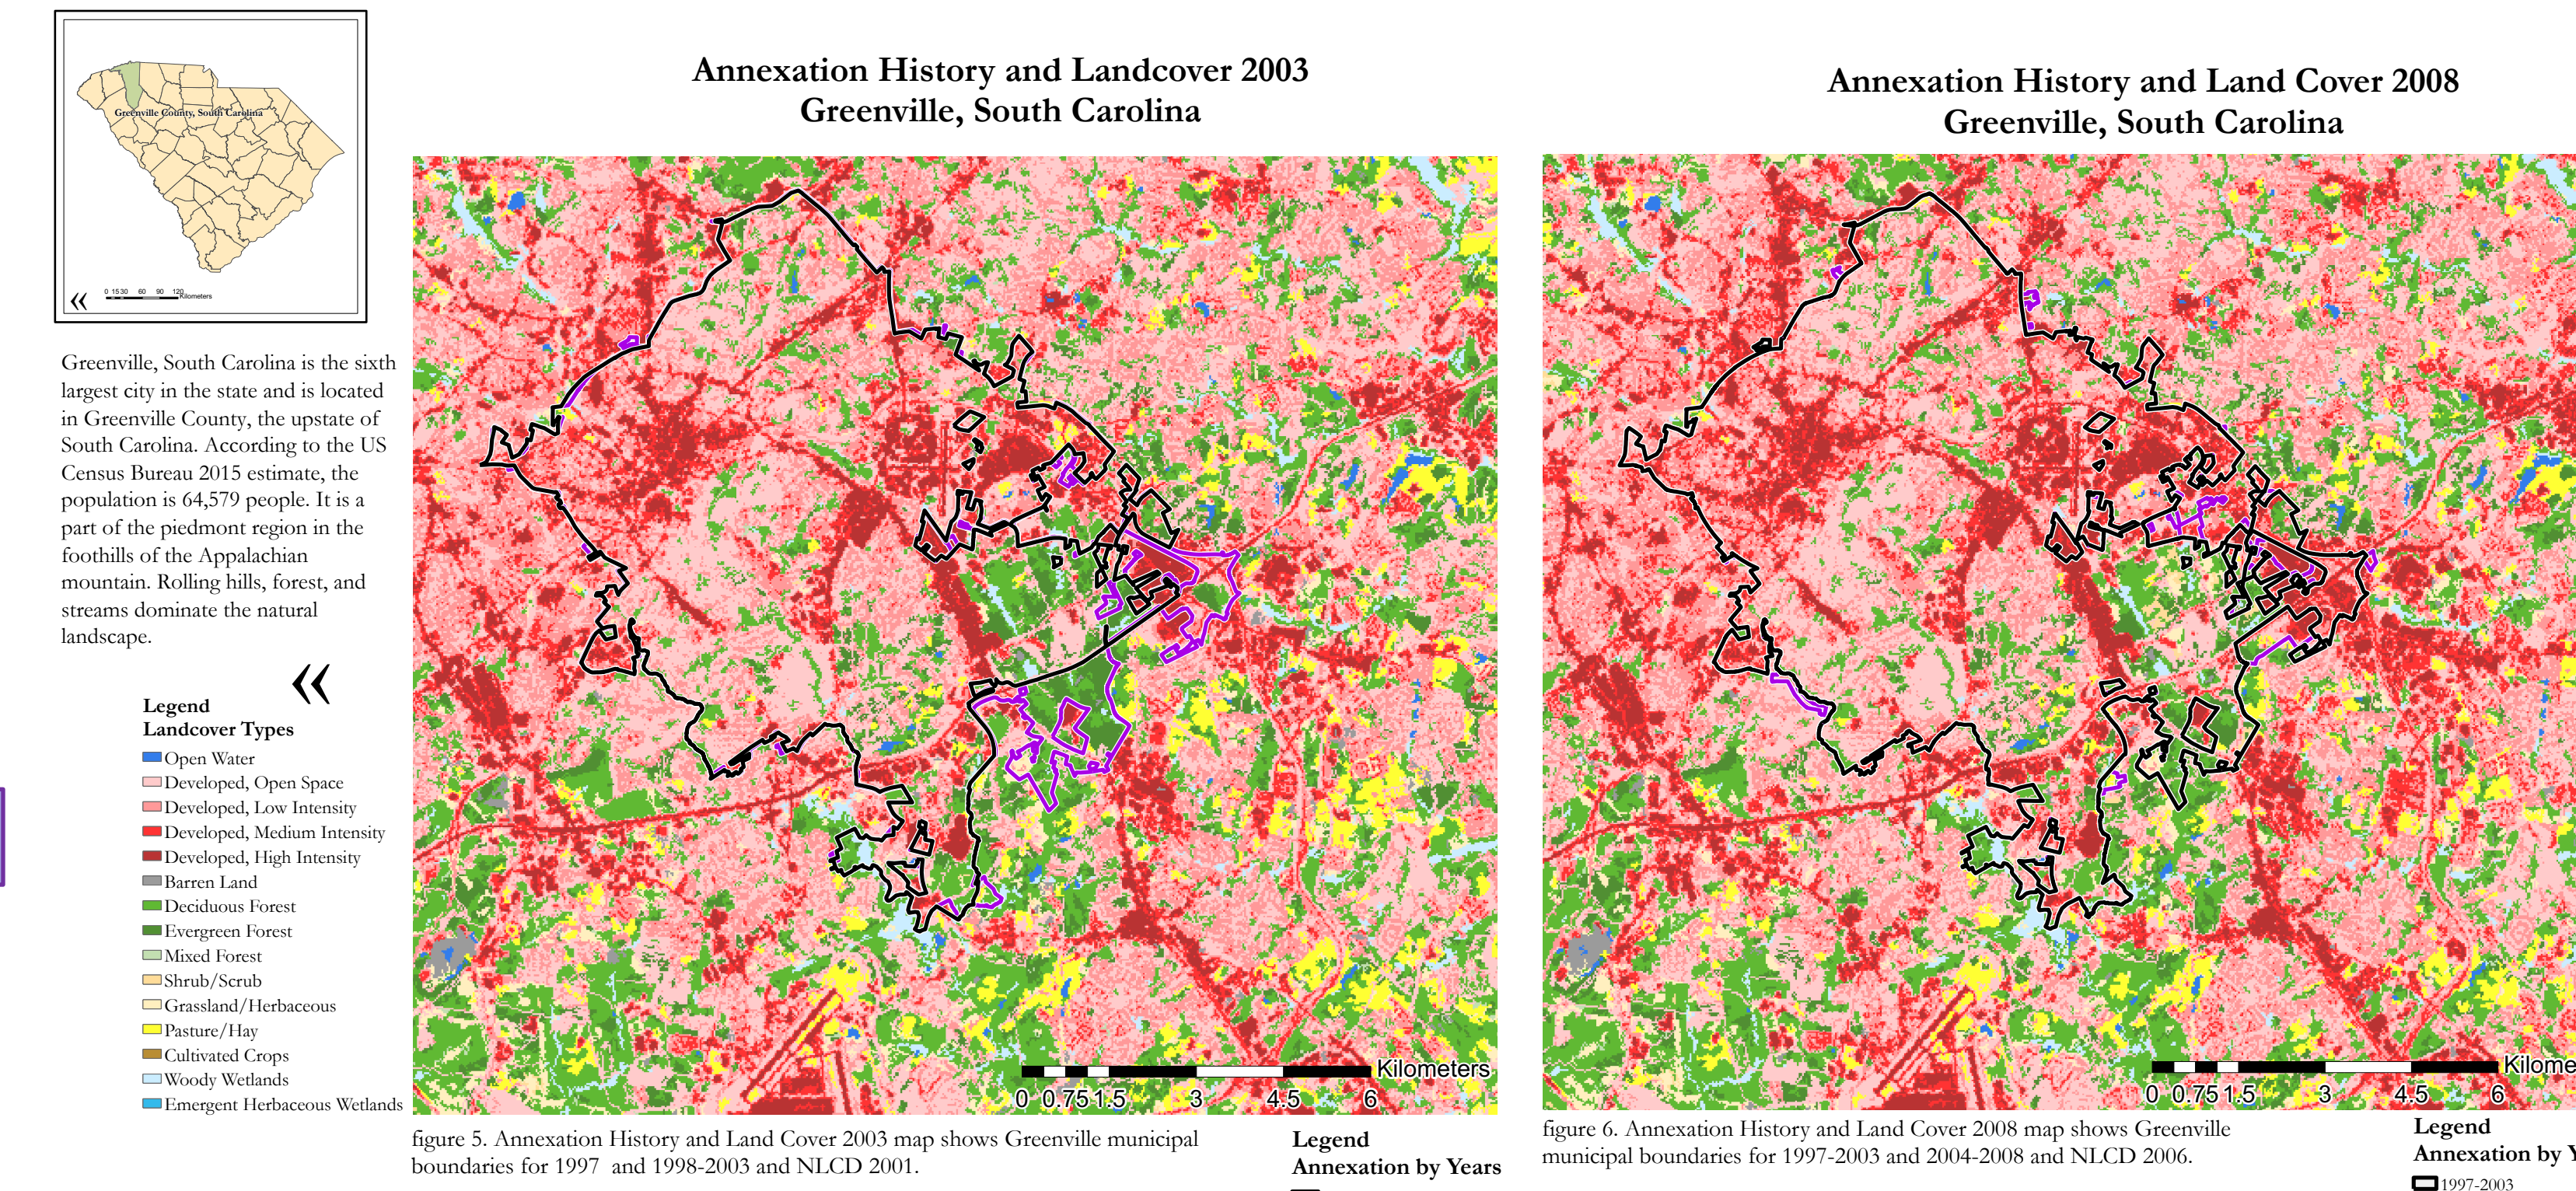 Greenville County, South Carolina
0 15 30 60 90 120
Kilometers
Greenville, South Carolina is the sixth
largest city in the state and is located
in Greenville County, the upstate of
South Carolina. According to the US
Census Bureau 2015 estimate, the
population is 64,579 people. It is a
part of the piedmont region in the
foothills of the Appalachian
mountain. Rolling hills, forest, and
streams dominate the natural
landscape.
Legend
Landcover Types
Open Water
Developed, Open Space
Developed, Low Intensity
Developed, Medium Intensity
Developed, High Intensity
Barren Land
Deciduous Forest
Evergreen Forest
Mixed Forest
Shrub/Scrub
Grassland/Herbaceous
Pasture/Hay
Cultivated Crops
Woody Wetlands
Emergent Herbaceous Wetlands
Annexation History and Landcover 2003
Greenville, South Carolina
Kilometers
0 0.75 1.5 3 4.5 6
figure 5. Annexation History and Land Cover 2003 map shows Greenville municipal
boundaries for 1997 and 1998-2003 and NLCD 2001.
Legend
Annexation by Years
Annexation History and Land Cover 2008
Greenville, South Carolina
Kilome
0 0.75 1.5 3 4.5 6
figure 6. Annexation History and Land Cover 2008 map shows Greenville
municipal boundaries for 1997-2003 and 2004-2008 and NLCD 2006.
Legend
Annexation by Y
1997-2003